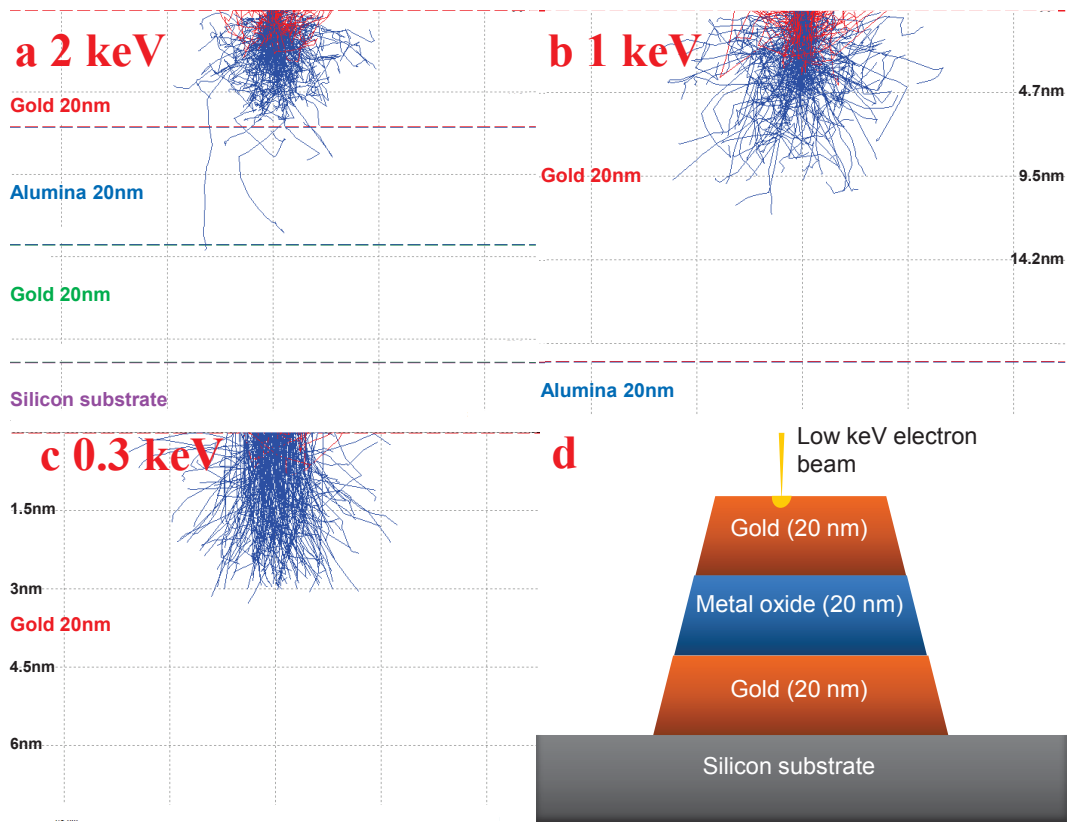 a 2 keV
Gold 20nm
Alumina 20nm
Gold 20nm
Silicon substrate
b 1 keV
4.7nm
Gold 20nm
9.5nm
14.2nm
Alumina 20nm
c 0.3 keV
1.5nm
3nm
Gold 20nm
4.5nm
6nm
d
Low keV electron
beam
Gold (20 nm)
Metal oxide (20 nm)
Gold (20 nm)
Silicon substrate